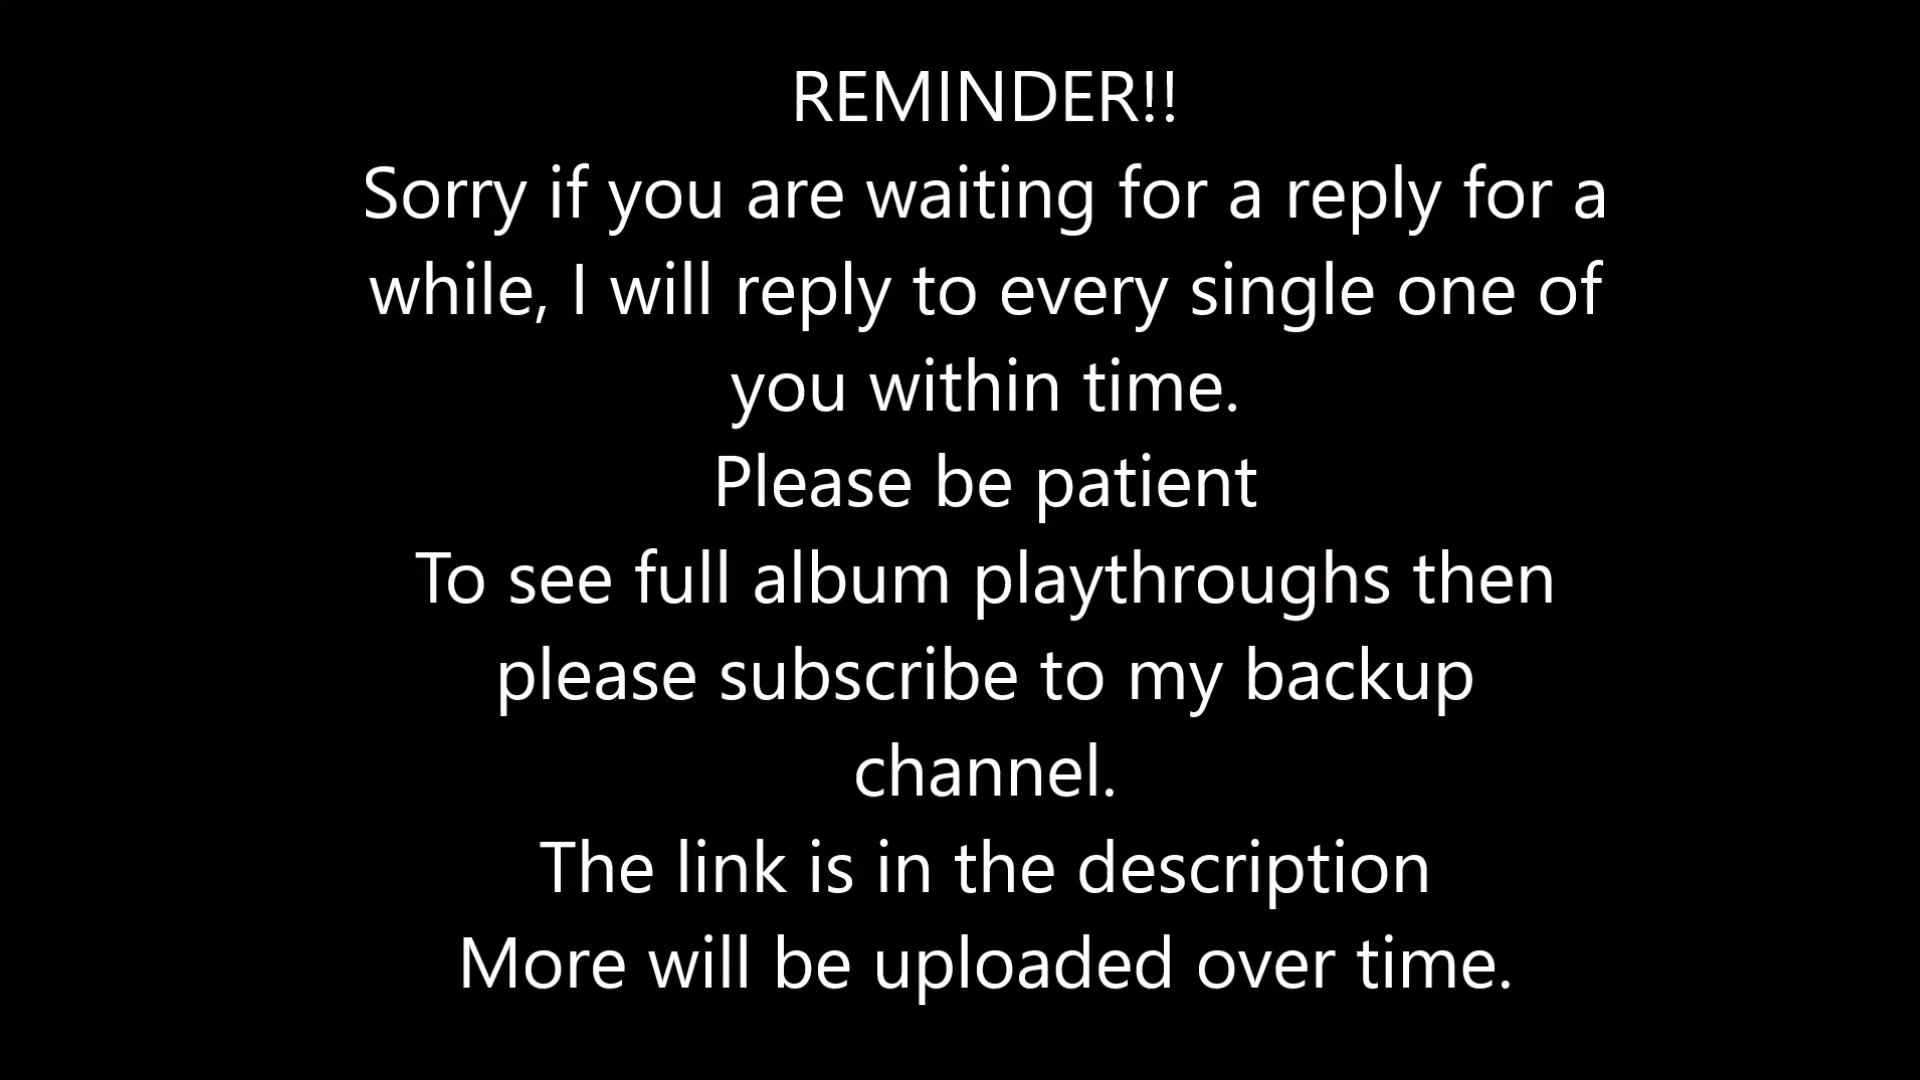 REMINDER!!
Sorry if you are waiting for a reply for a
while, I will reply to every single one of
you within time.
Please be patient
To see full album playthroughs then
please subscribe to my backup
channel.
The link is in the description
More will be uploaded over time.